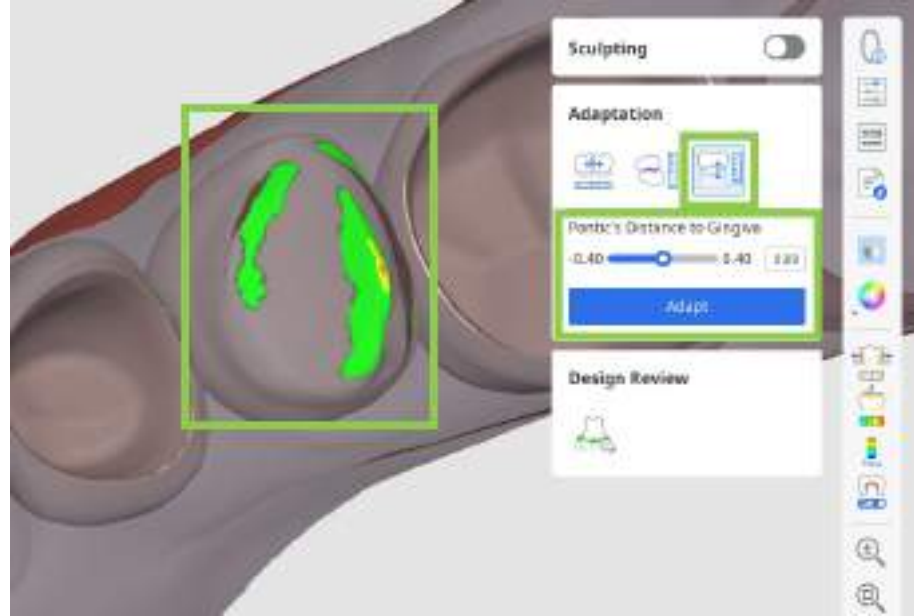 Sculpting
Adaptation
Pontic's Distance to Gingiva
-0.40
0.40
Adapt
Design Review